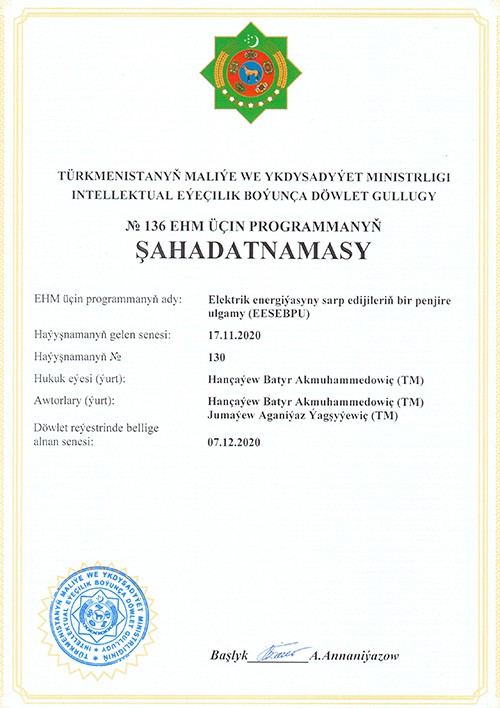 TÜRKMENISTANYŇ MALIÝE WE YKDYSADYÝET MINISTRLIGI
INTELLEKTUAL EÝEÇILIK BOÝUNÇA DÖWLET GULLUGY
№ 136 EHM ÜÇIN PROGRAMMANYŇ
ŞAHADATNAMASY
EHM üçin programmanyň ady: Elektrik energiýasyny sarp edijileriň bir penjire
ulgamy (EESEBPU)
Haýyşnamanyň gelen senesi: 17.11.2020
Haýyşnamanyň № 130
Hukuk eýesi (ýurt): Hançaýew Batyr Akmuhammedowiç (TM)
Awtorlary (ýurt): Hançaýew Batyr Akmuhammedowiç (TM)
Jumaýew Aganiýaz Ýagşyýewiç (TM)
Döwlet reýestrinde bellige
alnan senesi: 07.12.2020
TÜRKMENISTANYŇ MALIÝE WE YKDYSADYÝET MINISTRLIGINIŇ
INTELLEKTUAL EÝEÇILIK BOÝUNÇA DÖWLET GULLUGY
Başlyk A.Annaniýazow